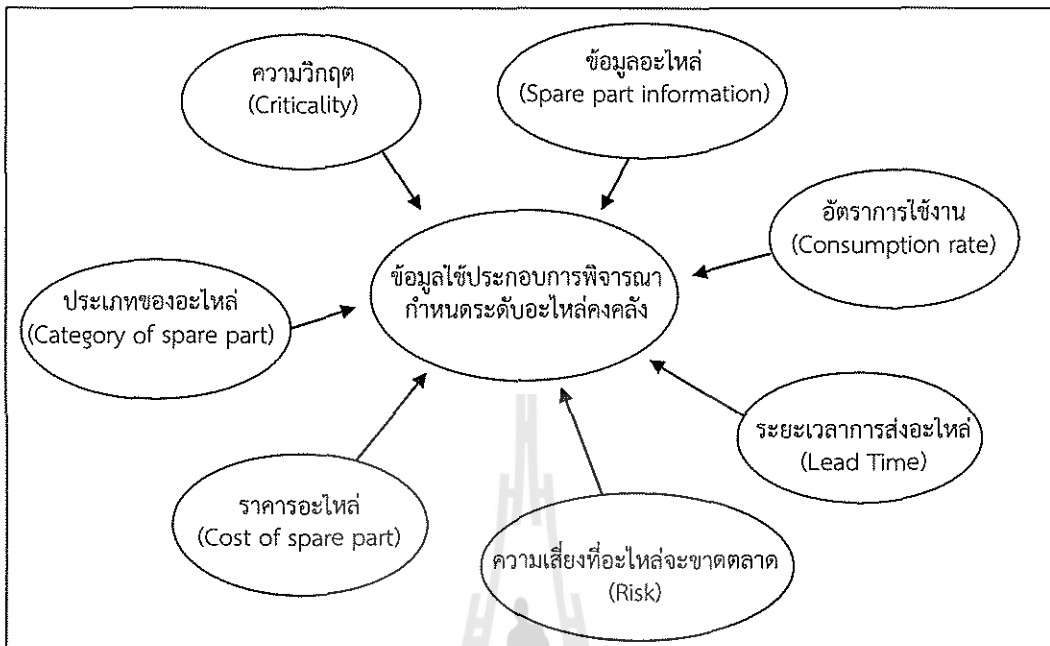 ความวิกฤต
(Criticality)
ข้อมูลอะไหล่
(Spare part information)
อัตราการใช้งาน
(Consumption rate)
ข้อมูลใช้ประกอบการพิจารณา
กำหนดระดับอะไหล่คงคลัง
ประเภทของอะไหล่
(Category of spare part)
ระยะเวลาการส่งอะไหล่
(Lead Time)
ราคารอะไหล่
(Cost of spare part)
ความเสี่ยงที่อะไหล่จะขาดตลาด
(Risk)